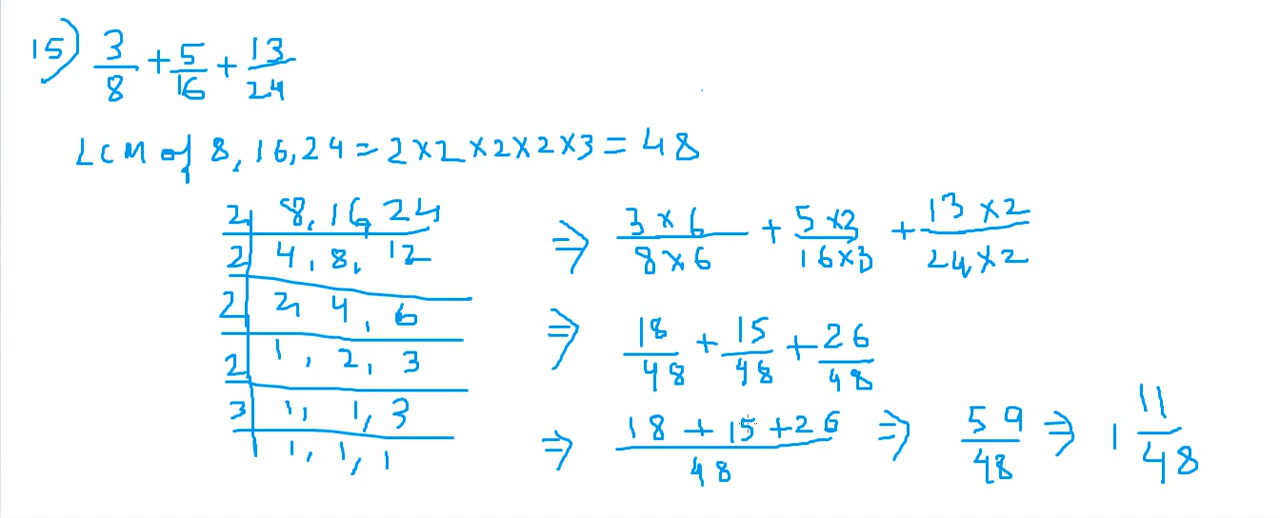 15) 3/8 + 5/16 + 13/24
LCM of 8, 16, 24 = 2×2×2×2×3 = 48
2| 8, 16, 24
2| 4, 8, 12
2| 2, 4, 6
2| 1, 2, 3
3| 1, 1, 3
| 1, 1, 1
⇒ 3×6/8×6 + 5×3/16×3 + 13×2/24×2
⇒ 18/48 + 15/48 + 26/48
⇒ 18+15+26/48 ⇒ 59/48 ⇒ 1 11/48